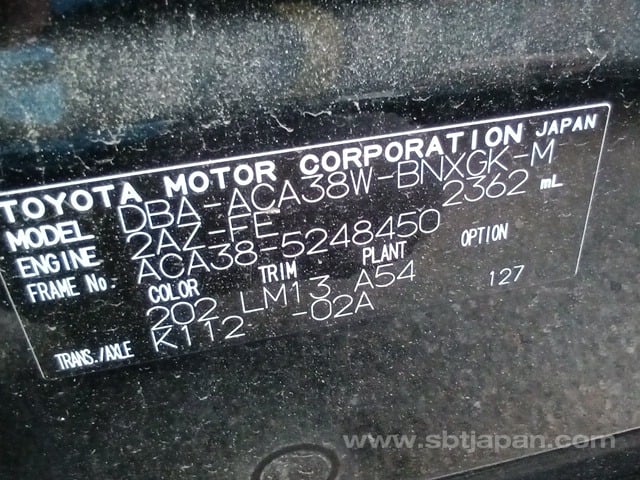 TOYOTA MOTOR CORPORATION JAPAN
MODEL DBA-ACA38W-BNXGK-M
ENGINE 2AZ-FE 2362 mL
FRAME No. ACA38-5248450
COLOR TRIM PLANT OPTION
202 LM13 A54 127
TRANS./AXLE K112 -02A
www.sbtjapan.com